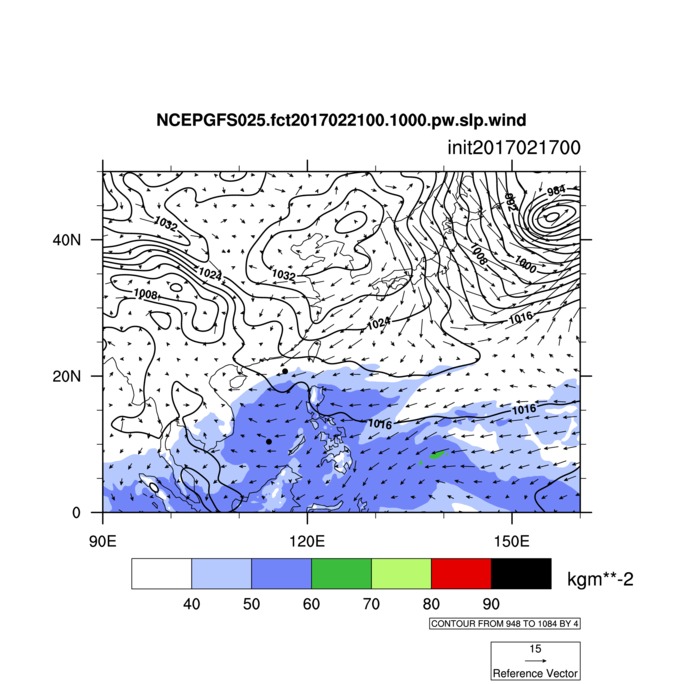 NCEPGFS025.fct2017022100.1000.pw.slp.wind
init2017021700
984
992
1032
40N
1008
1000
1024
1032
1008
1016
1024
20N
1016
1016
0
90E 120E 150E
kgm**-2
40 50 60 70 80 90
CONTOUR FROM 948 TO 1084 BY 4
15
Reference Vector